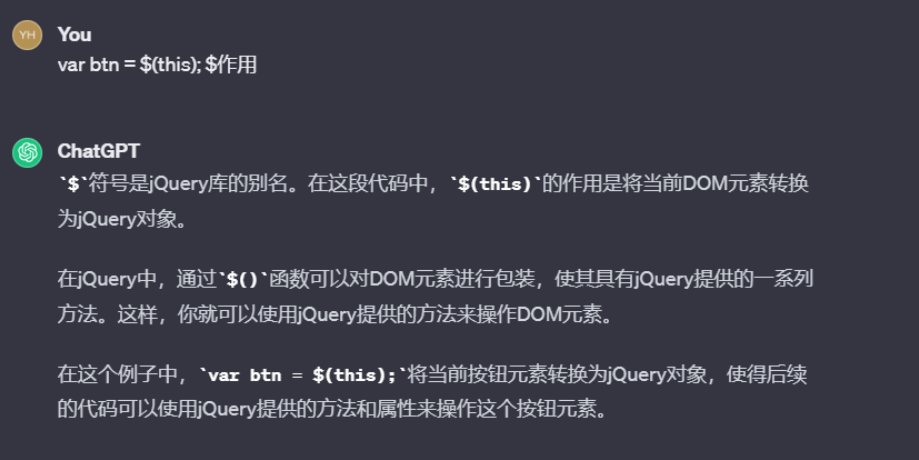 YH
You
var btn = $(this); $作用
ChatGPT
`$`符号是jQuery库的别名。在这段代码中，`$(this)`的作用是将当前DOM元素转换
为jQuery对象。
在jQuery中，通过`$()`函数可以对DOM元素进行包装，使其具有jQuery提供的一系列
方法。这样，你就可以使用jQuery提供的方法来操作DOM元素。
在这个例子中，`var btn = $(this);`将当前按钮元素转换为jQuery对象，使得后续
的代码可以使用jQuery提供的方法和属性来操作这个按钮元素。